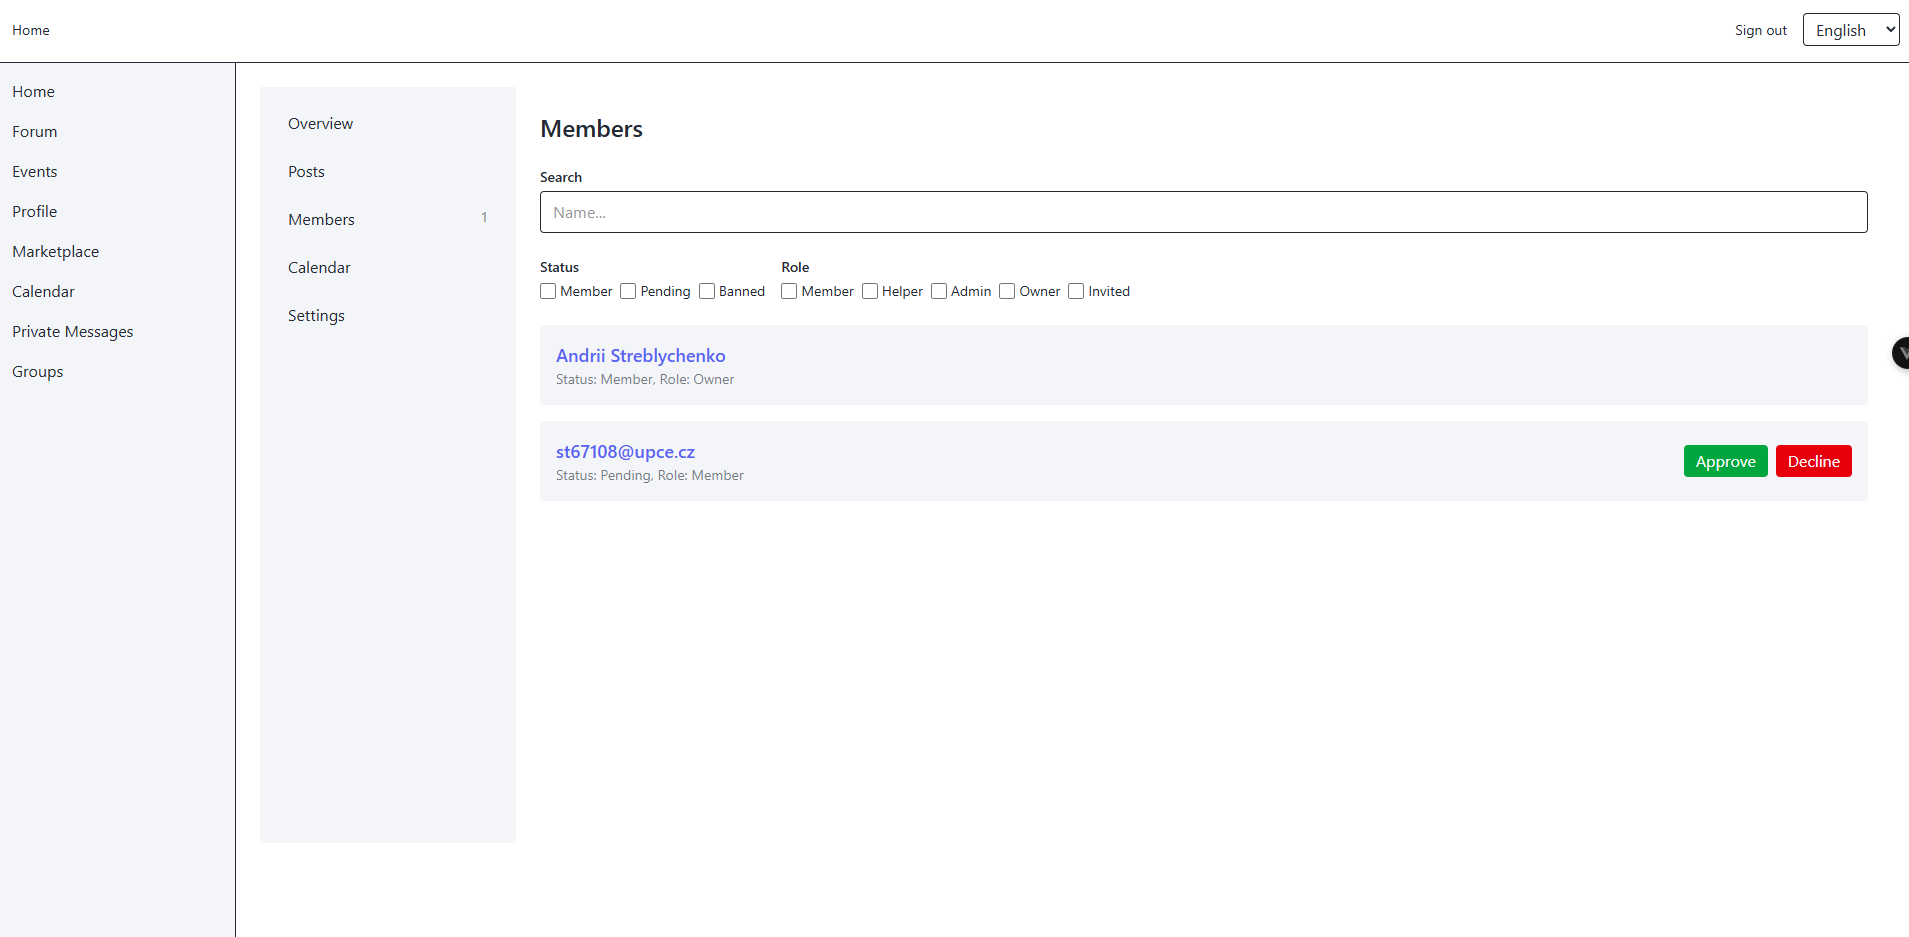 Home
Sign out
English
Home
Forum
Events
Profile
Marketplace
Calendar
Private Messages
Groups
Overview
Posts
Members 1
Calendar
Settings
Members
Search
Name...
Status
Member Pending Banned
Role
Member Helper Admin Owner Invited
Andrii Streblychenko
Status: Member, Role: Owner
st67108@upce.cz
Status: Pending, Role: Member
Approve
Decline